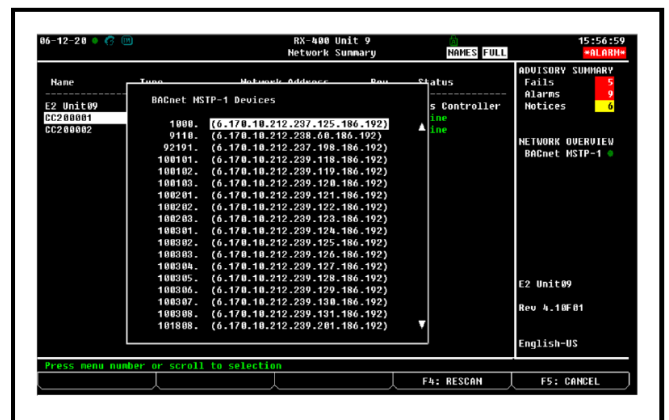 06-12-20 RX-400 Unit 9 15:56:59
Network Summary NAMES FULL *ALARM*
Name Type Network Address Rev Status
BACnet MSTP-1 Devices
E2 Unit09 s Controller
CC200001 ine
CC200002 ine
1000. (6.170.10.212.237.125.186.192)
9110. (6.170.10.212.238.60.186.192)
92191. (6.170.10.212.237.198.186.192)
100101. (6.170.10.212.239.118.186.192)
100102. (6.170.10.212.239.119.186.192)
100103. (6.170.10.212.239.120.186.192)
100201. (6.170.10.212.239.121.186.192)
100202. (6.170.10.212.239.122.186.192)
100203. (6.170.10.212.239.123.186.192)
100301. (6.170.10.212.239.124.186.192)
100302. (6.170.10.212.239.125.186.192)
100303. (6.170.10.212.239.126.186.192)
100304. (6.170.10.212.239.127.186.192)
100305. (6.170.10.212.239.128.186.192)
100306. (6.170.10.212.239.129.186.192)
100307. (6.170.10.212.239.130.186.192)
100308. (6.170.10.212.239.131.186.192)
101808. (6.170.10.212.239.201.186.192)
ADVISORY SUMMARY
Fails 5
Alarms 9
Notices 6
NETWORK OVERVIEW
BACnet MSTP-1
E2 Unit09
Rev 4.10F01
English-US
Press menu number or scroll to selection
F4: RESCAN F5: CANCEL